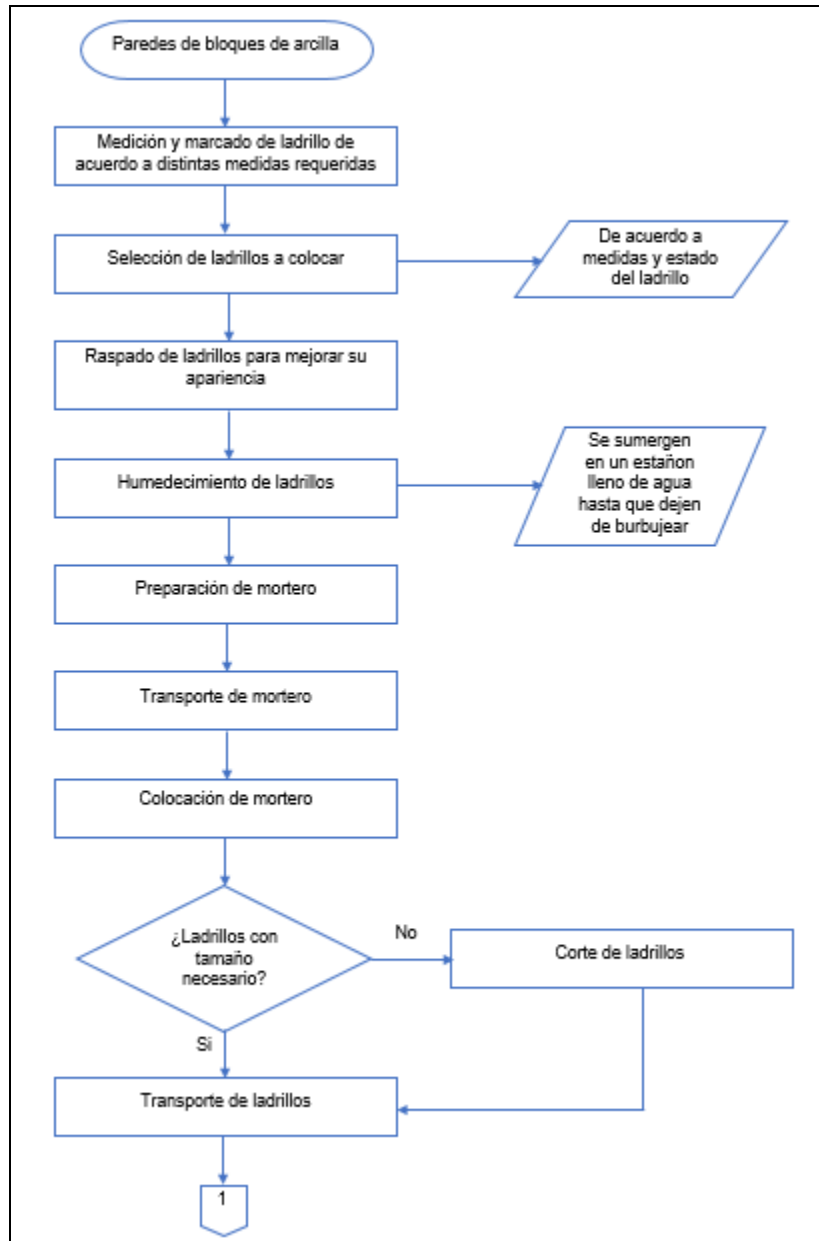 Paredes de bloques de arcilla
Medición y marcado de ladrillo de
acuerdo a distintas medidas requeridas
Selección de ladrillos a colocar
De acuerdo a
medidas y estado
del ladrillo
Raspado de ladrillos para mejorar su
apariencia
Humedecimiento de ladrillos
Se sumergen
en un estañon
lleno de agua
hasta que dejen
de burbujear
Preparación de mortero
Transporte de mortero
Colocación de mortero
¿Ladrillos con
tamaño
necesario?
No
Corte de ladrillos
Si
Transporte de ladrillos
1